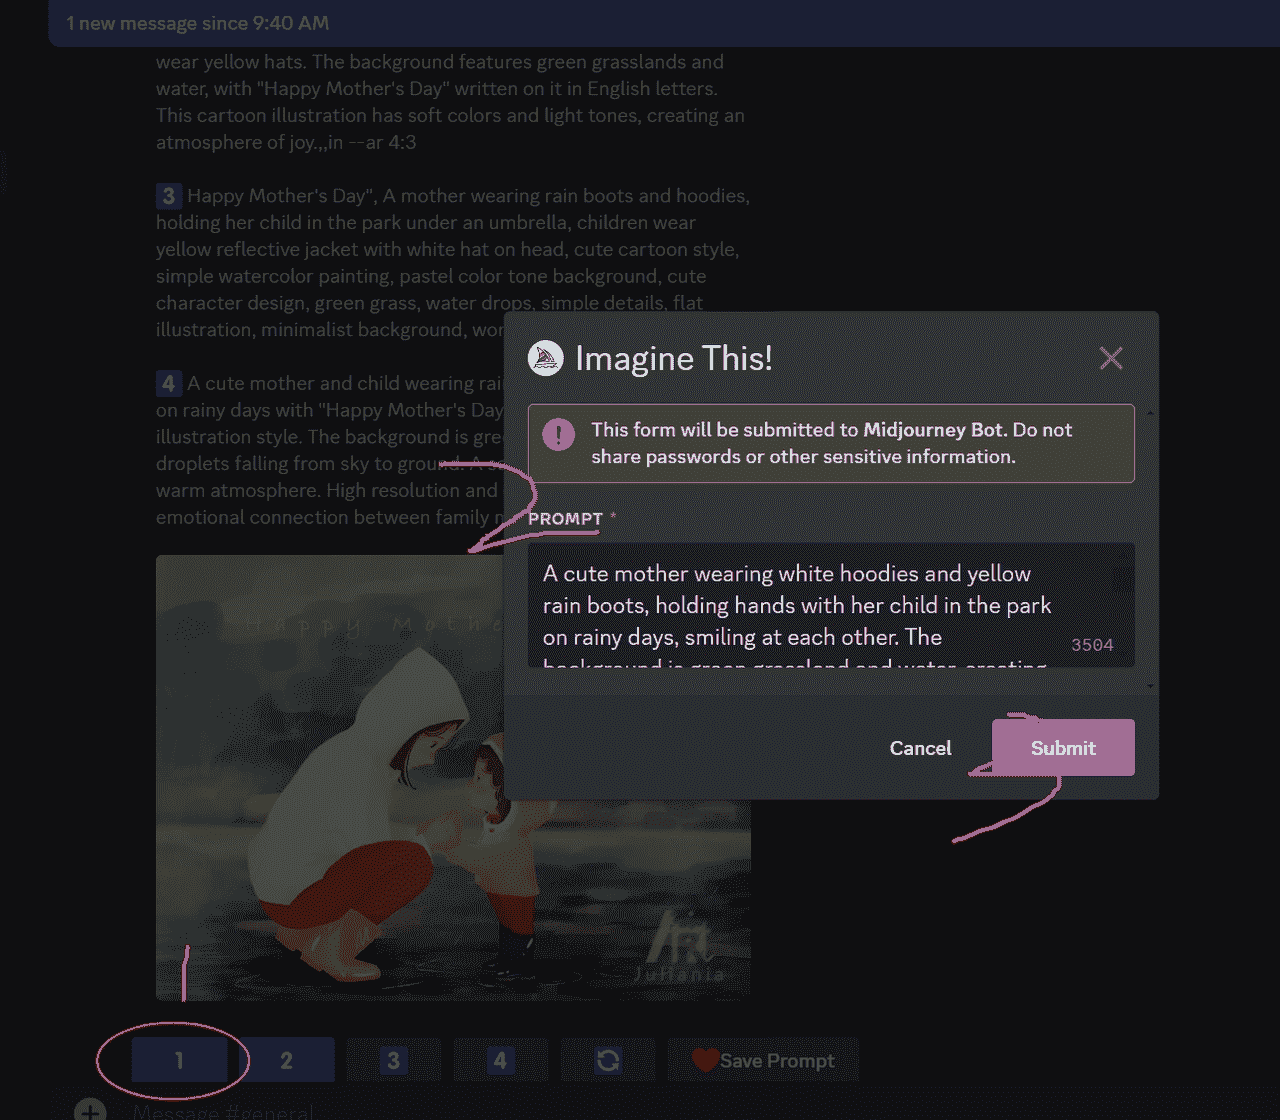 1 new message since 9:40 AM
wear yellow hats. The background features green grasslands and
water, with "Happy Mother's Day" written on it in English letters.
This cartoon illustration has soft colors and light tones, creating an
atmosphere of joy.,,in --ar 4:3
3 Happy Mother's Day", A mother wearing rain boots and hoodies,
holding her child in the park under an umbrella, children wear
yellow reflective jacket with white hat on head, cute cartoon style,
simple watercolor painting, pastel color tone background, cute
character design, green grass, water drops, simple details, flat
illustration, minimalist background,
4 A cute mother and child wearing
on rainy days with "Happy Mother's Day
illustration style. The background is
droplets falling from sky to ground. A
warm atmosphere. High resolution and
emotional connection between family
Imagine This!
This form will be submitted to Midjourney Bot. Do not
share passwords or other sensitive information.
PROMPT *
A cute mother wearing white hoodies and yellow
rain boots, holding hands with her child in the park
on rainy days, smiling at each other. The
background is green grassland and water, creating
3504
Cancel
Submit
Happy
Juliania
1
2
3
4
Save Prompt
Message #general